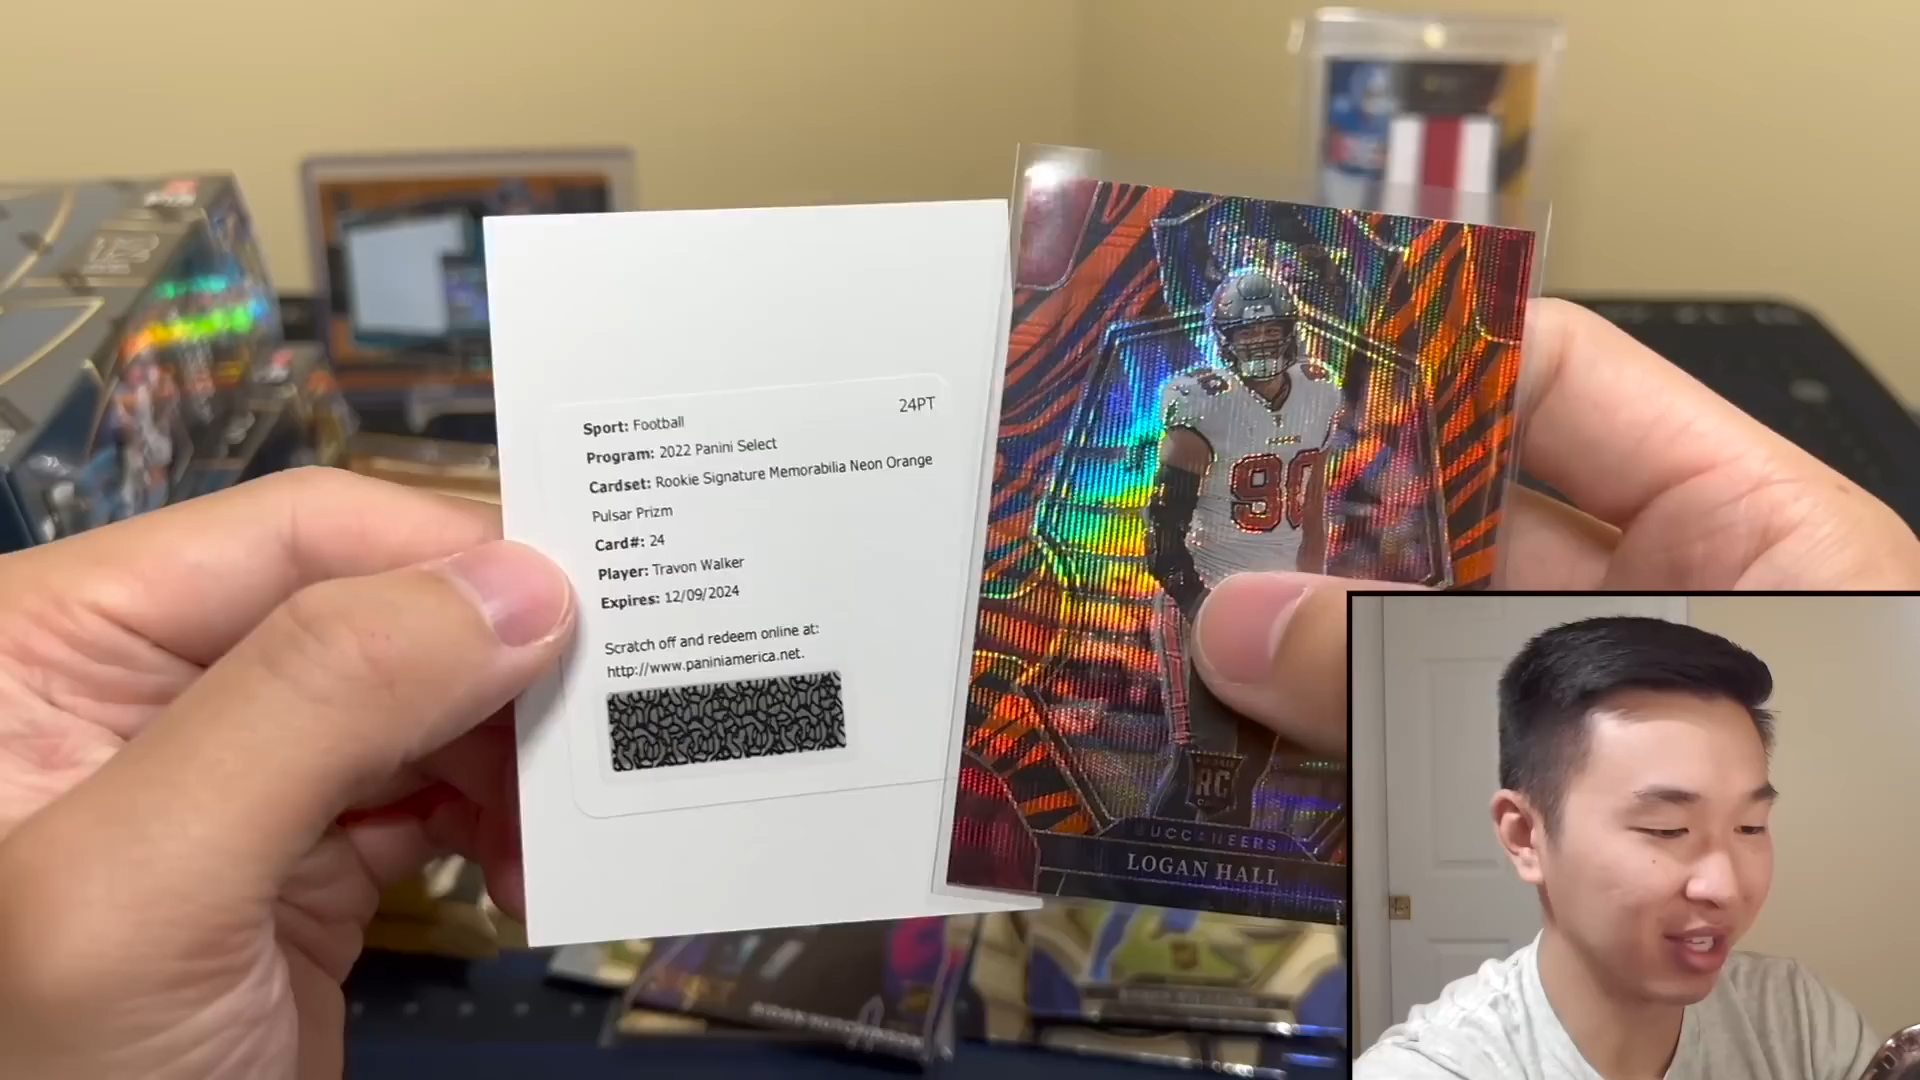 24PT
Sport: Football
Program: 2022 Panini Select
Cardset: Rookie Signature Memorabilia Neon Orange
Pulsar Prizm
Card#: 24
Player: Travon Walker
Expires: 12/09/2024
Scratch off and redeem online at:
http://www.paniniamerica.net.
90
RC
BUCCANEERS
LOGAN HALL